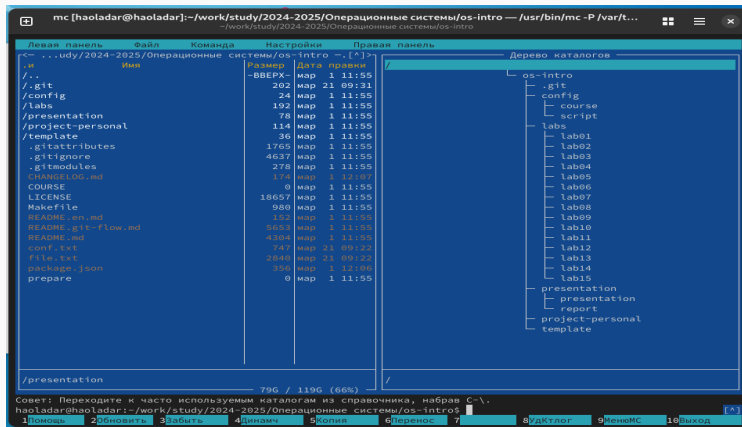 mc [haoladar@haoladar]:~/work/study/2024-2025/Операционные системы/os-intro — /usr/bin/mc -P /var/t...
~/work/study/2024-2025/Операционные системы/os-intro
Левая панель Файл Команда Настройки Правая панель
<— ...udy/2024-2025/Операционные системы/os-intro —.[^]>
.и Имя Размер Дата правки
/.. -ВВЕРХ- мар 1 11:55
/.git 202 мар 21 09:31
/config 24 мар 1 11:55
/labs 192 мар 1 11:55
/presentation 78 мар 1 11:55
/project-personal 114 мар 1 11:55
/template 36 мар 1 11:55
.gitattributes 1765 мар 1 11:55
.gitignore 4637 мар 1 11:55
.gitmodules 278 мар 1 11:55
CHANGELOG.md 174 мар 1 12:07
COURSE 0 мар 1 11:55
LICENSE 18657 мар 1 11:55
Makefile 980 мар 1 11:55
README.en.md 152 мар 1 11:55
README.git-flow.md 5653 мар 1 11:55
README.md 4304 мар 1 11:55
conf.txt 747 мар 21 09:22
file.txt 2840 мар 21 09:22
package.json 356 мар 1 12:06
prepare 0 мар 1 11:55
/presentation
79G / 119G (66%)
Дерево каталогов
/
os-intro
.git
config
course
script
labs
lab01
lab02
lab03
lab04
lab05
lab06
lab07
lab08
lab09
lab10
lab11
lab12
lab13
lab14
lab15
presentation
presentation
report
project-personal
template
/
Совет: Переходите к часто используемым каталогам из справочника, набрав C-\.
haoladar@haoladar:~/work/study/2024-2025/Операционные системы/os-intro$ [^]
1Помощь 2Обновить 3Забыть 4Динамч 5Копия 6Перенос 7 8УдКтлог 9МенюМС 10Выход